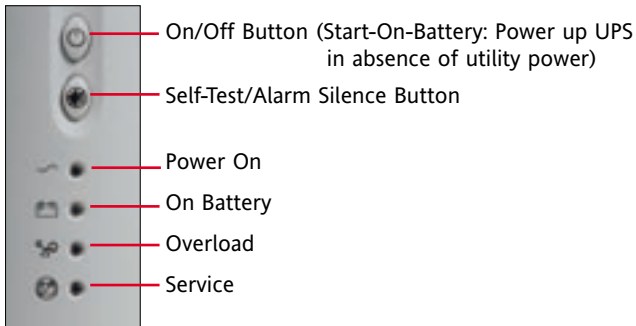 On/Off Button (Start-On-Battery: Power up UPS
in absence of utility power)
Self-Test/Alarm Silence Button
Power On
On Battery
Overload
Service